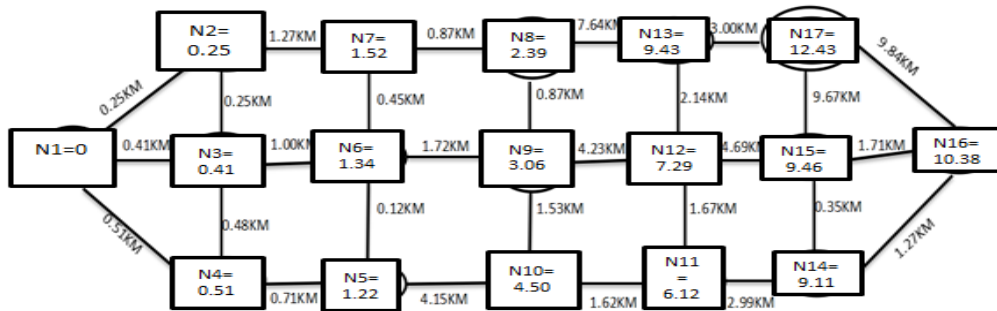 N2=
0.25
1.27KM
N7=
1.52
0.87KM
N8=
2.39
7.64KM
N13=
9.43
3.00KM
N17=
12.43
9.84KM
0.25KM
0.25KM
0.45KM
0.87KM
2.14KM
9.67KM
N1=0
0.41KM
N3=
0.41
1.00KM
N6=
1.34
1.72KM
N9=
3.06
4.23KM
N12=
7.29
4.69KM
N15=
9.46
1.71KM
N16=
10.38
0.51KM
0.48KM
0.12KM
1.53KM
1.67KM
0.35KM
1.27KM
N4=
0.51
0.71KM
N5=
1.22
4.15KM
N10=
4.50
1.62KM
N11
=
6.12
2.99KM
N14=
9.11